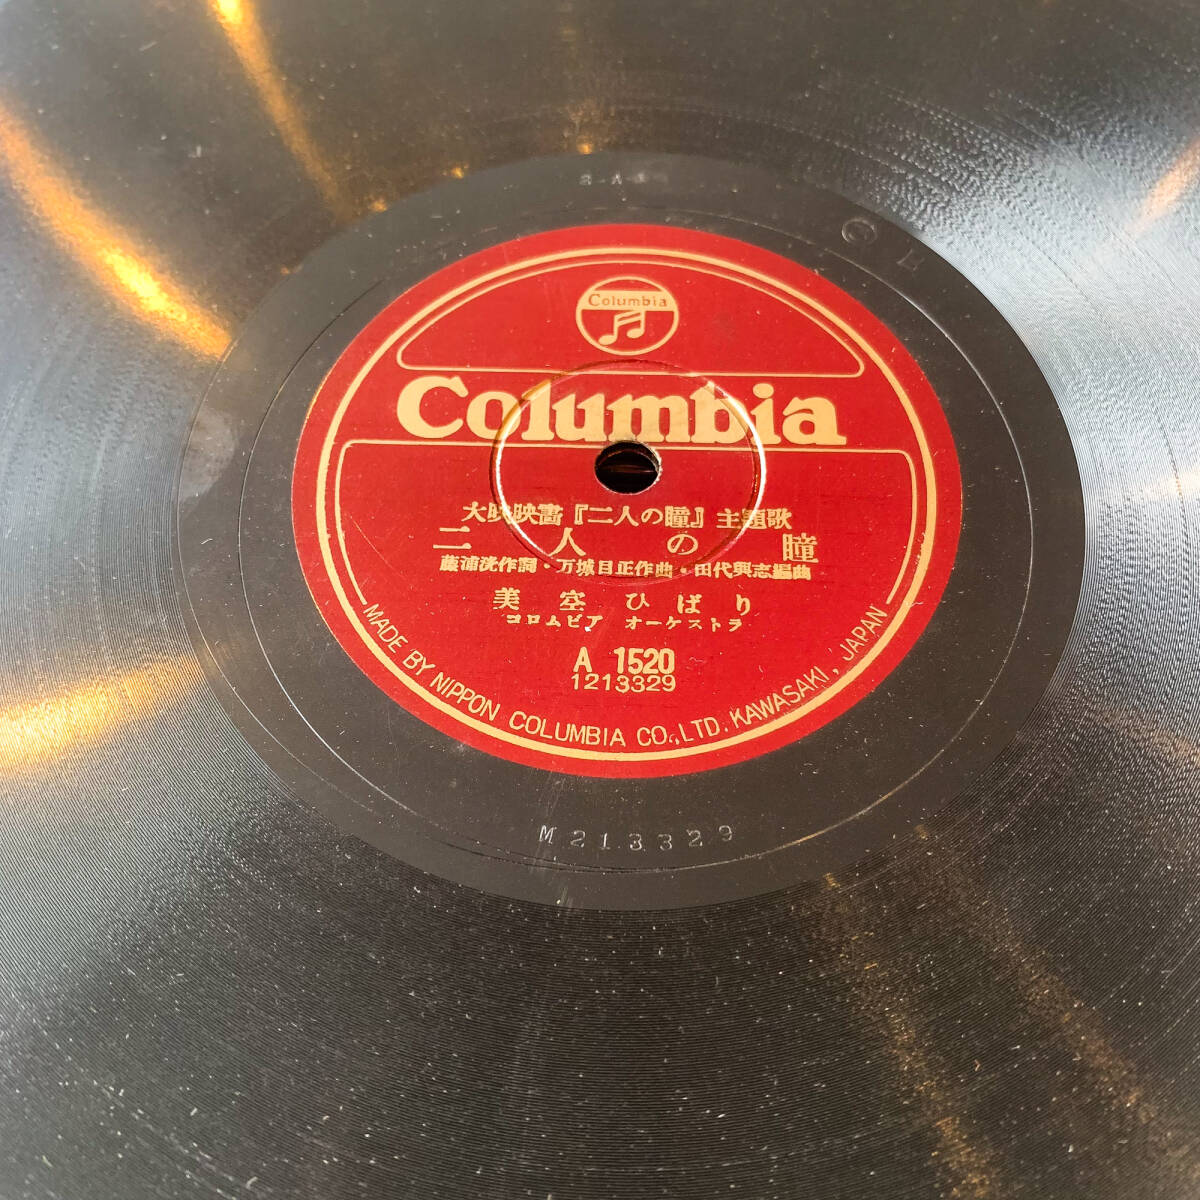 Columbia
Columbia
大映映畵『二人の瞳』主題歌
二人の瞳
藤浦洸作詞・万城目正作曲・田代與志編曲
美空ひばり
コロムビア オーケストラ
A 1520
1213329
MADE BY NIPPON COLUMBIA CO.,LTD. KAWASAKI, JAPAN
M213329